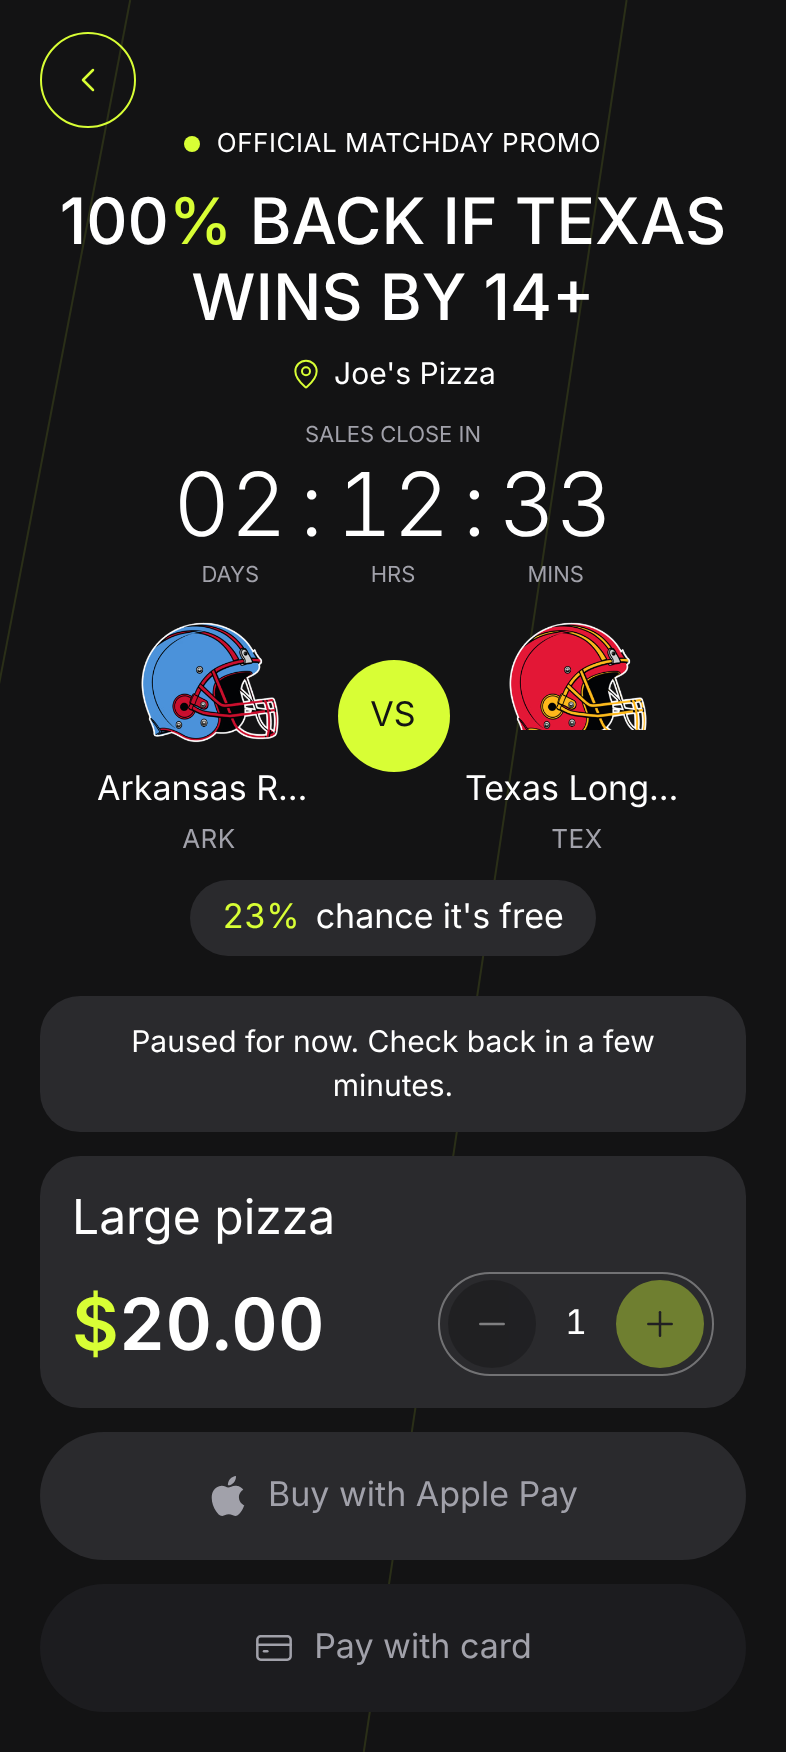 OFFICIAL MATCHDAY PROMO
100% BACK IF TEXAS
WINS BY 14+
Joe's Pizza
SALES CLOSE IN
02 : 12 : 33
DAYS HRS MINS
VS
Arkansas R... Texas Long...
ARK TEX
23% chance it's free
Paused for now. Check back in a few
minutes.
Large pizza
$20.00 1
Buy with Apple Pay
Pay with card